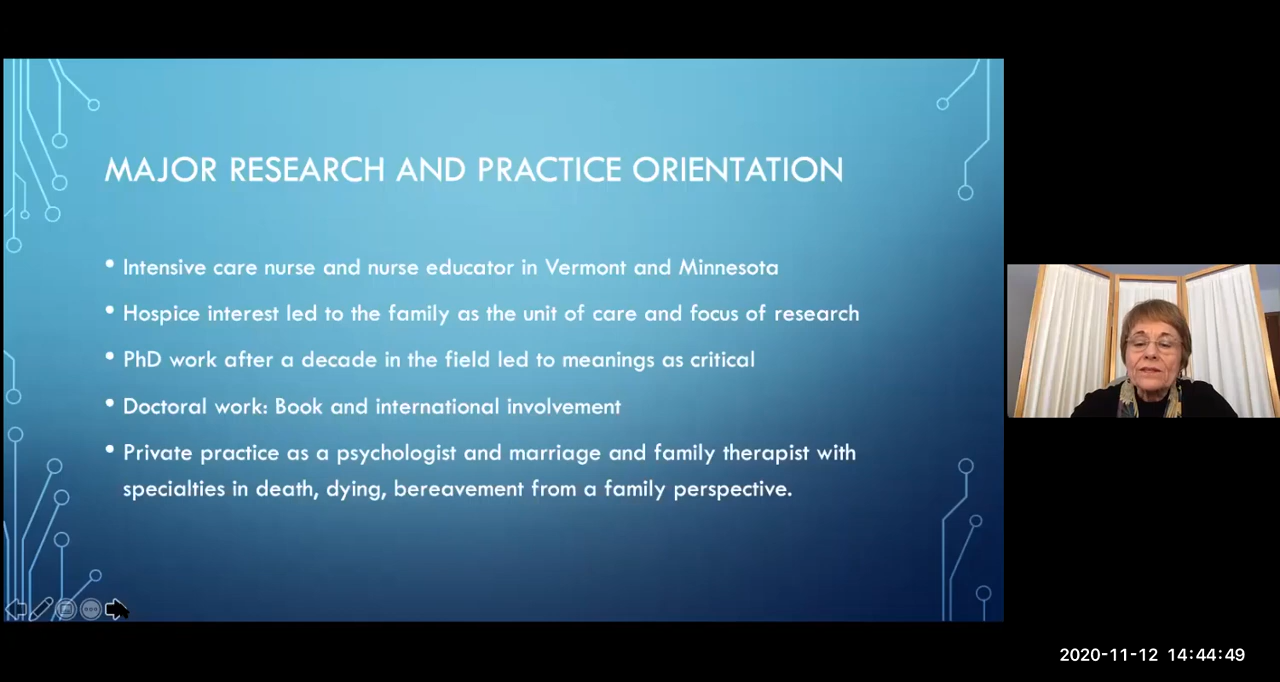 MAJOR RESEARCH AND PRACTICE ORIENTATION
• Intensive care nurse and nurse educator in Vermont and Minnesota
• Hospice interest led to the family as the unit of care and focus of research
• PhD work after a decade in the field led to meanings as critical
• Doctoral work: Book and international involvement
• Private practice as a psychologist and marriage and family therapist with
specialties in death, dying, bereavement from a family perspective.
2020-11-12 14:44:49